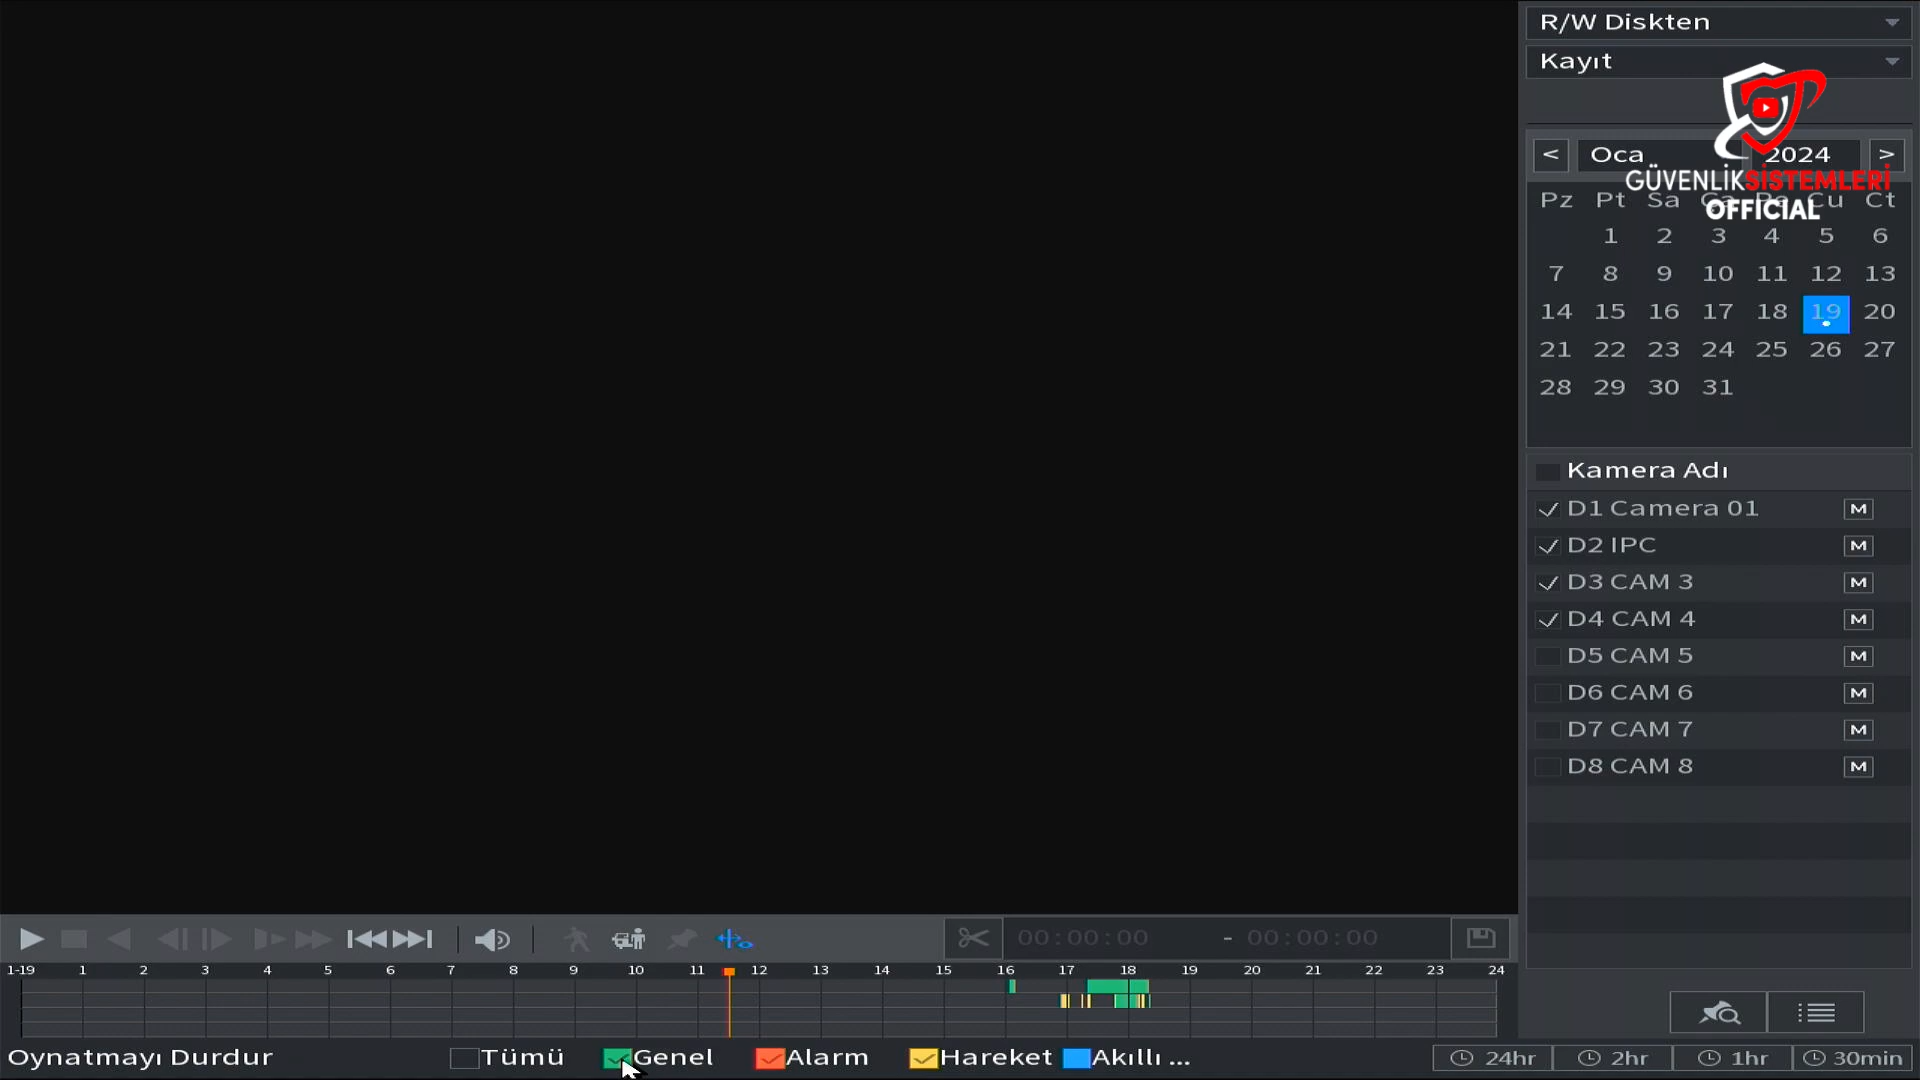 R/W Diskten
Kayıt
< Oca 2024 >
GÜVENLİKSİSTEMLERİ
OFFICIAL
Pz Pt Sa Ça Pe Cu Ct
1 2 3 4 5 6
7 8 9 10 11 12 13
14 15 16 17 18 19 20
21 22 23 24 25 26 27
28 29 30 31
Kamera Adı
D1 Camera 01 M
D2 IPC M
D3 CAM 3 M
D4 CAM 4 M
D5 CAM 5 M
D6 CAM 6 M
D7 CAM 7 M
D8 CAM 8 M
00:00:00 - 00:00:00
1-19 1 2 3 4 5 6 7 8 9 10 11 12 13 14 15 16 17 18 19 20 21 22 23 24
Oynatmayı Durdur Tümü Genel Alarm Hareket Akıllı ... 24hr 2hr 1hr 30min